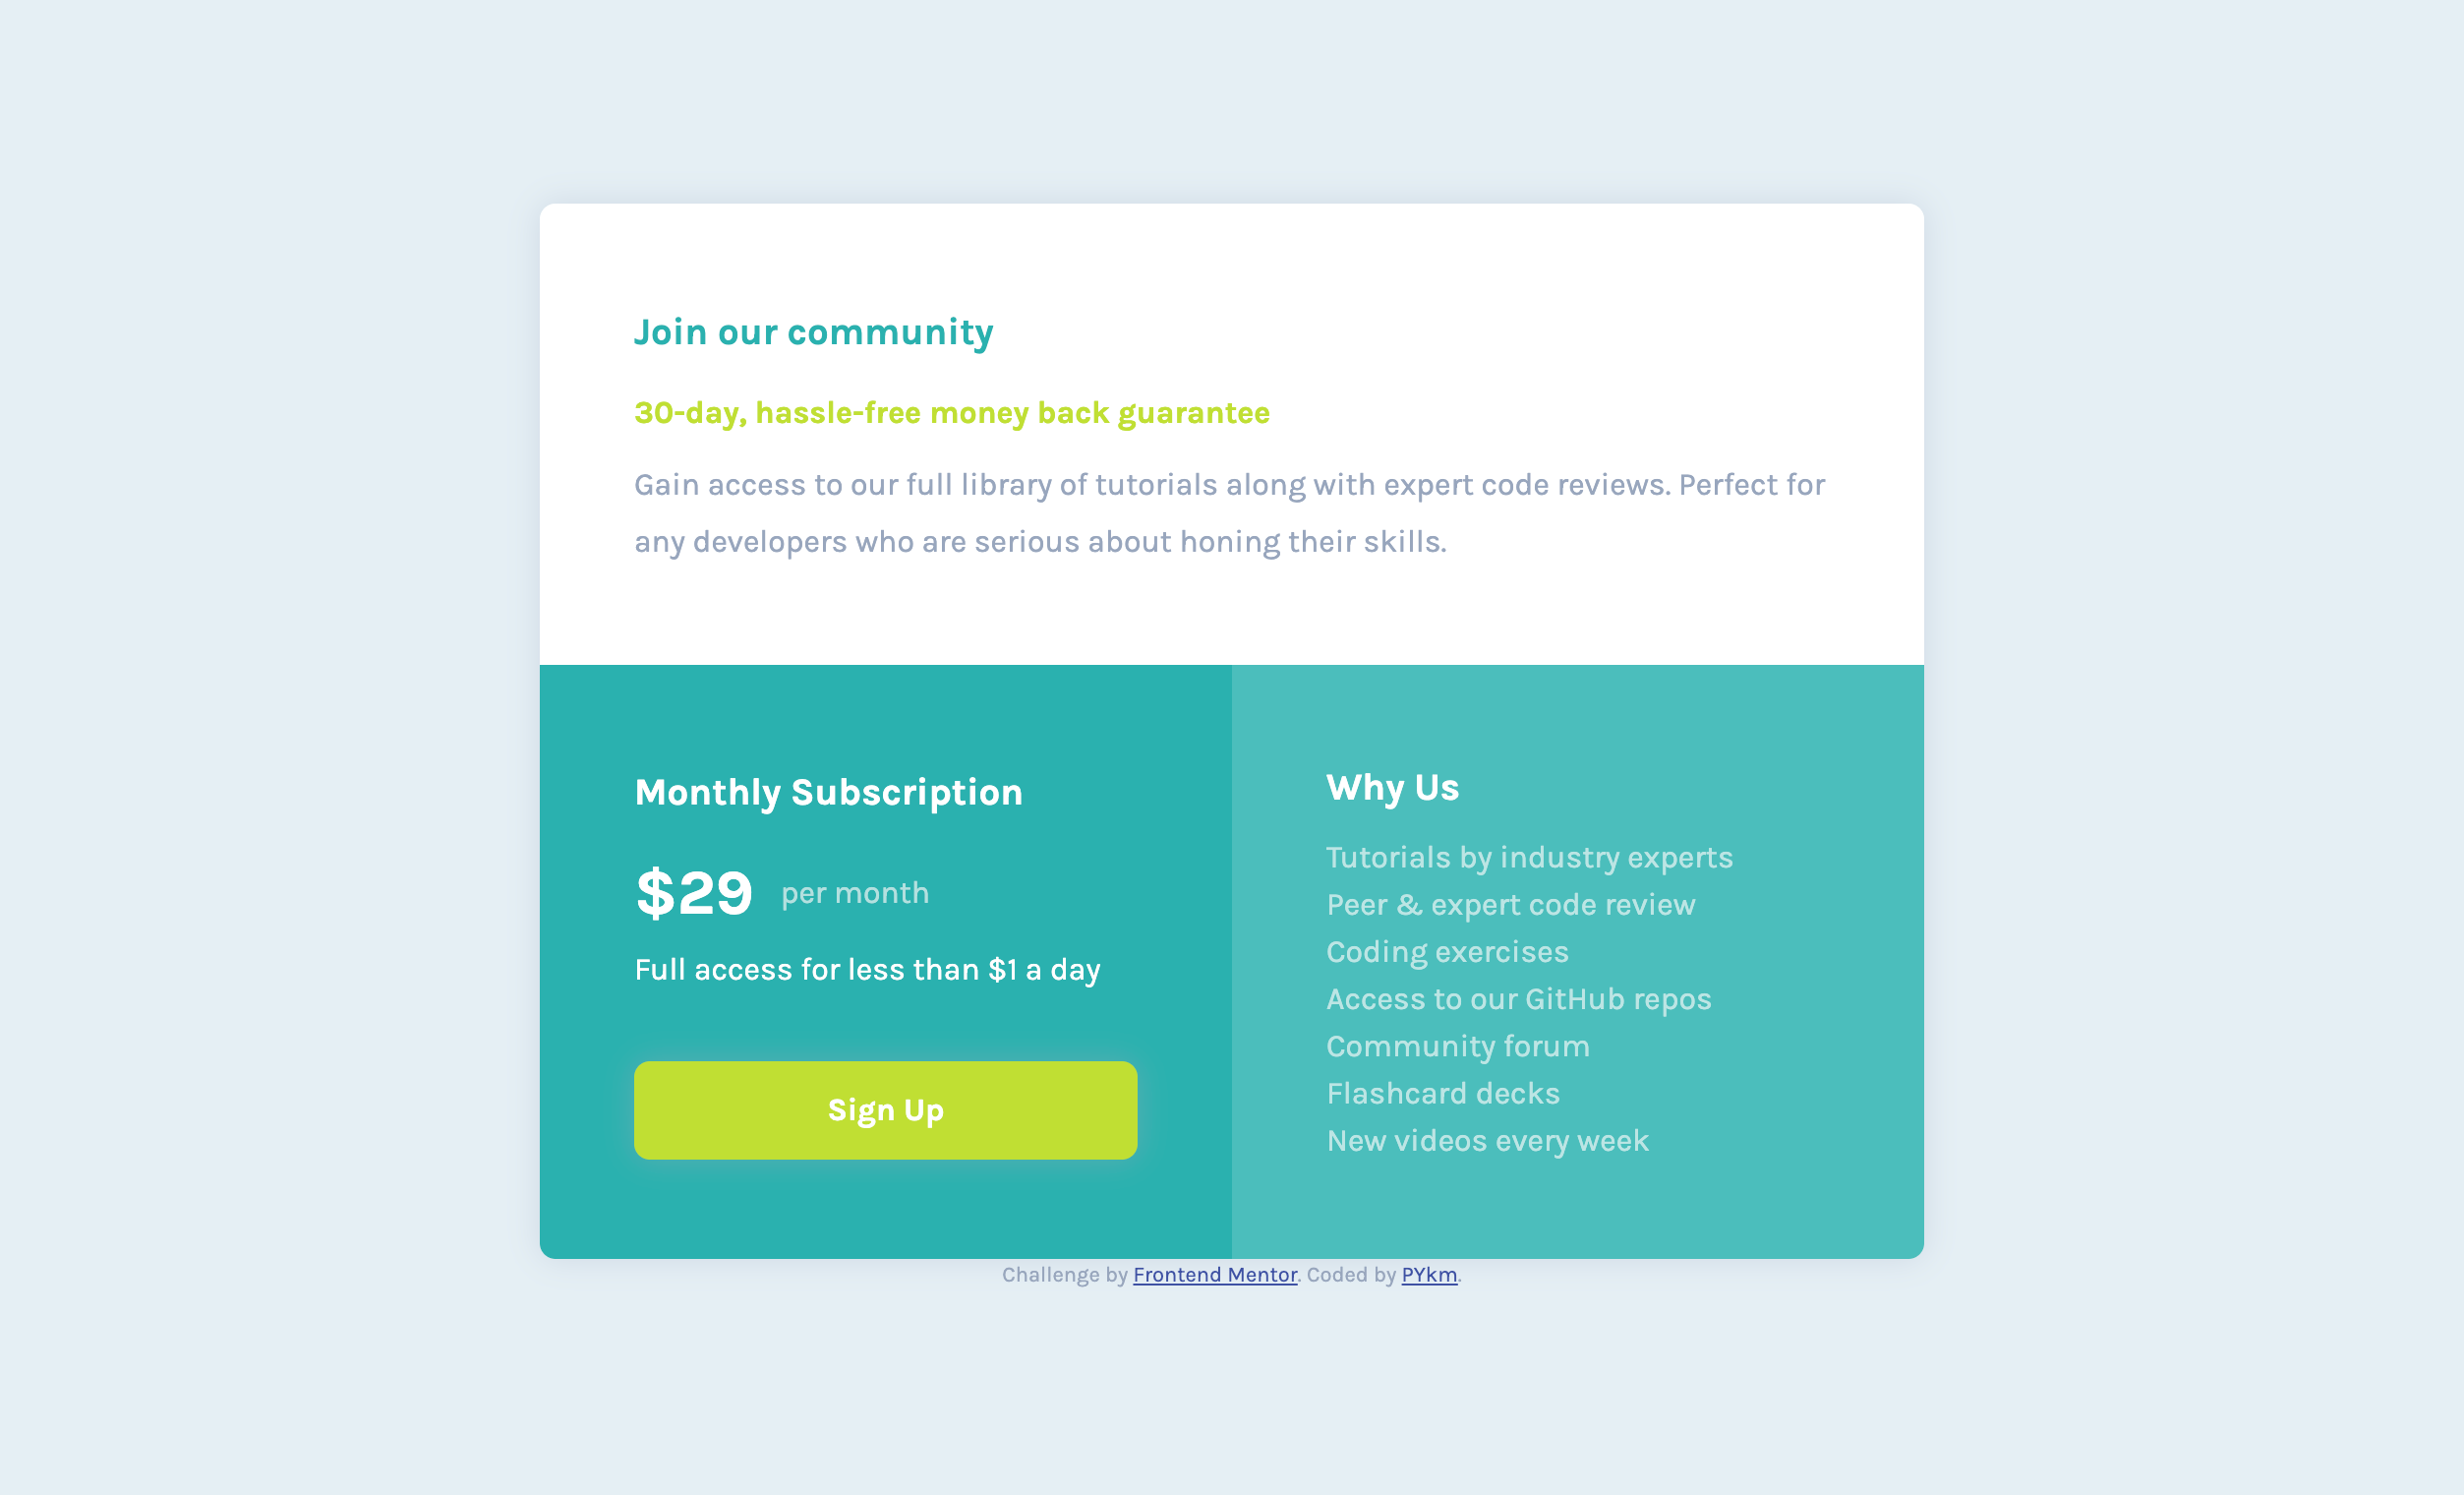 Join our community
30-day, hassle-free money back guarantee
Gain access to our full library of tutorials along with expert code reviews. Perfect for
any developers who are serious about honing their skills.
Monthly Subscription
$29 per month
Full access for less than $1 a day
Sign Up
Why Us
Tutorials by industry experts
Peer & expert code review
Coding exercises
Access to our GitHub repos
Community forum
Flashcard decks
New videos every week
Challenge by Frontend Mentor. Coded by PYkm.